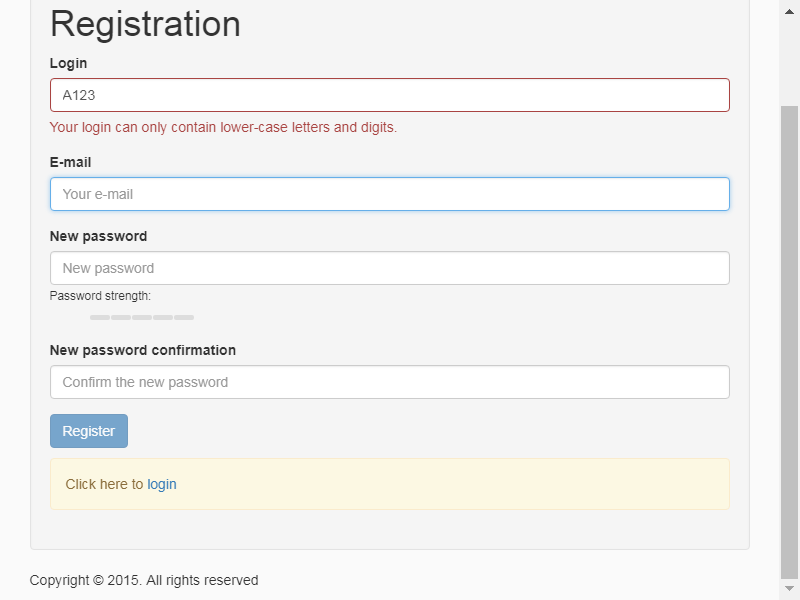 Registration
Login
A123
Your login can only contain lower-case letters and digits.
E-mail
Your e-mail
New password
New password
Password strength:
New password confirmation
Confirm the new password
Register
Click here to login
Copyright © 2015. All rights reserved